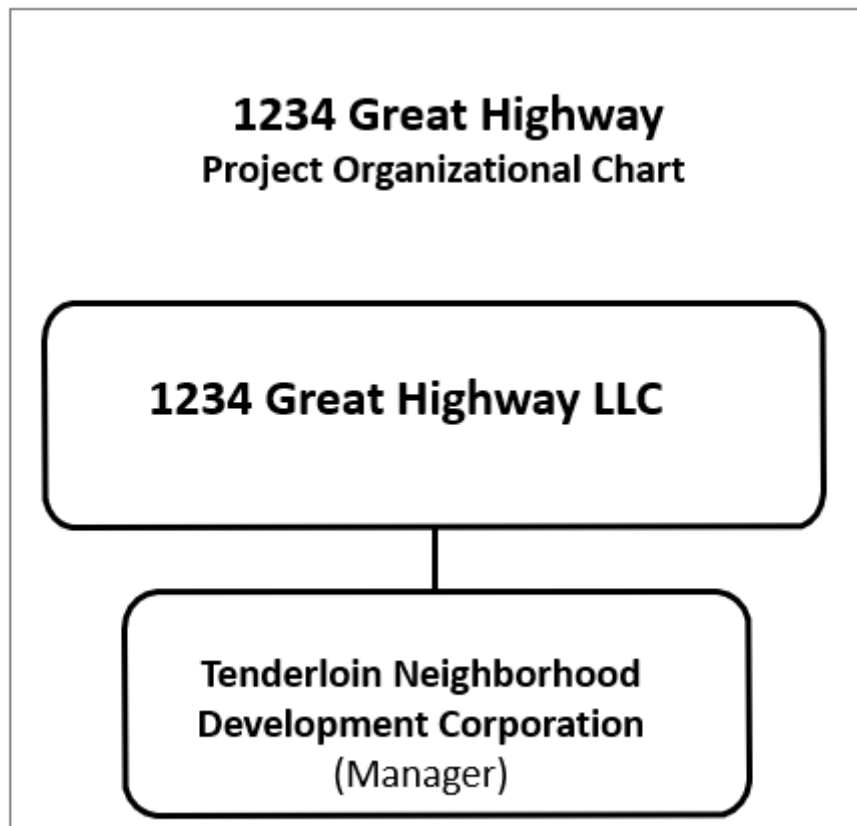 1234 Great Highway
Project Organizational Chart
1234 Great Highway LLC
Tenderloin Neighborhood
Development Corporation
(Manager)